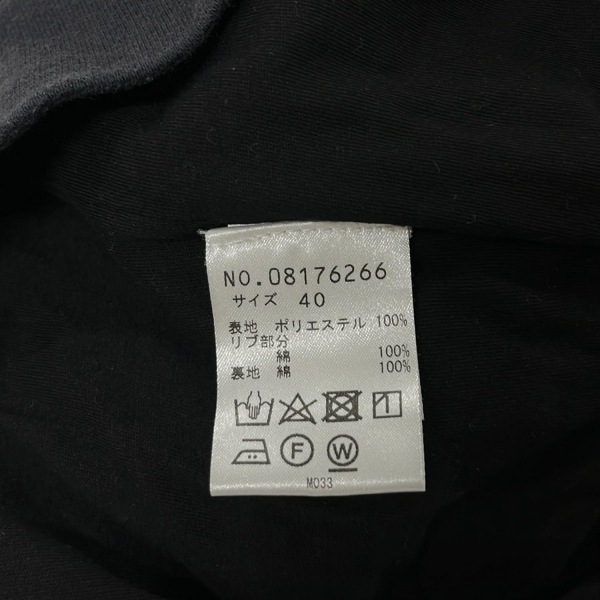 NO.08176266
サイズ 40
表地 ポリエステル 100%
リブ部分
綿 100%
裏地 綿 100%
F W
M033